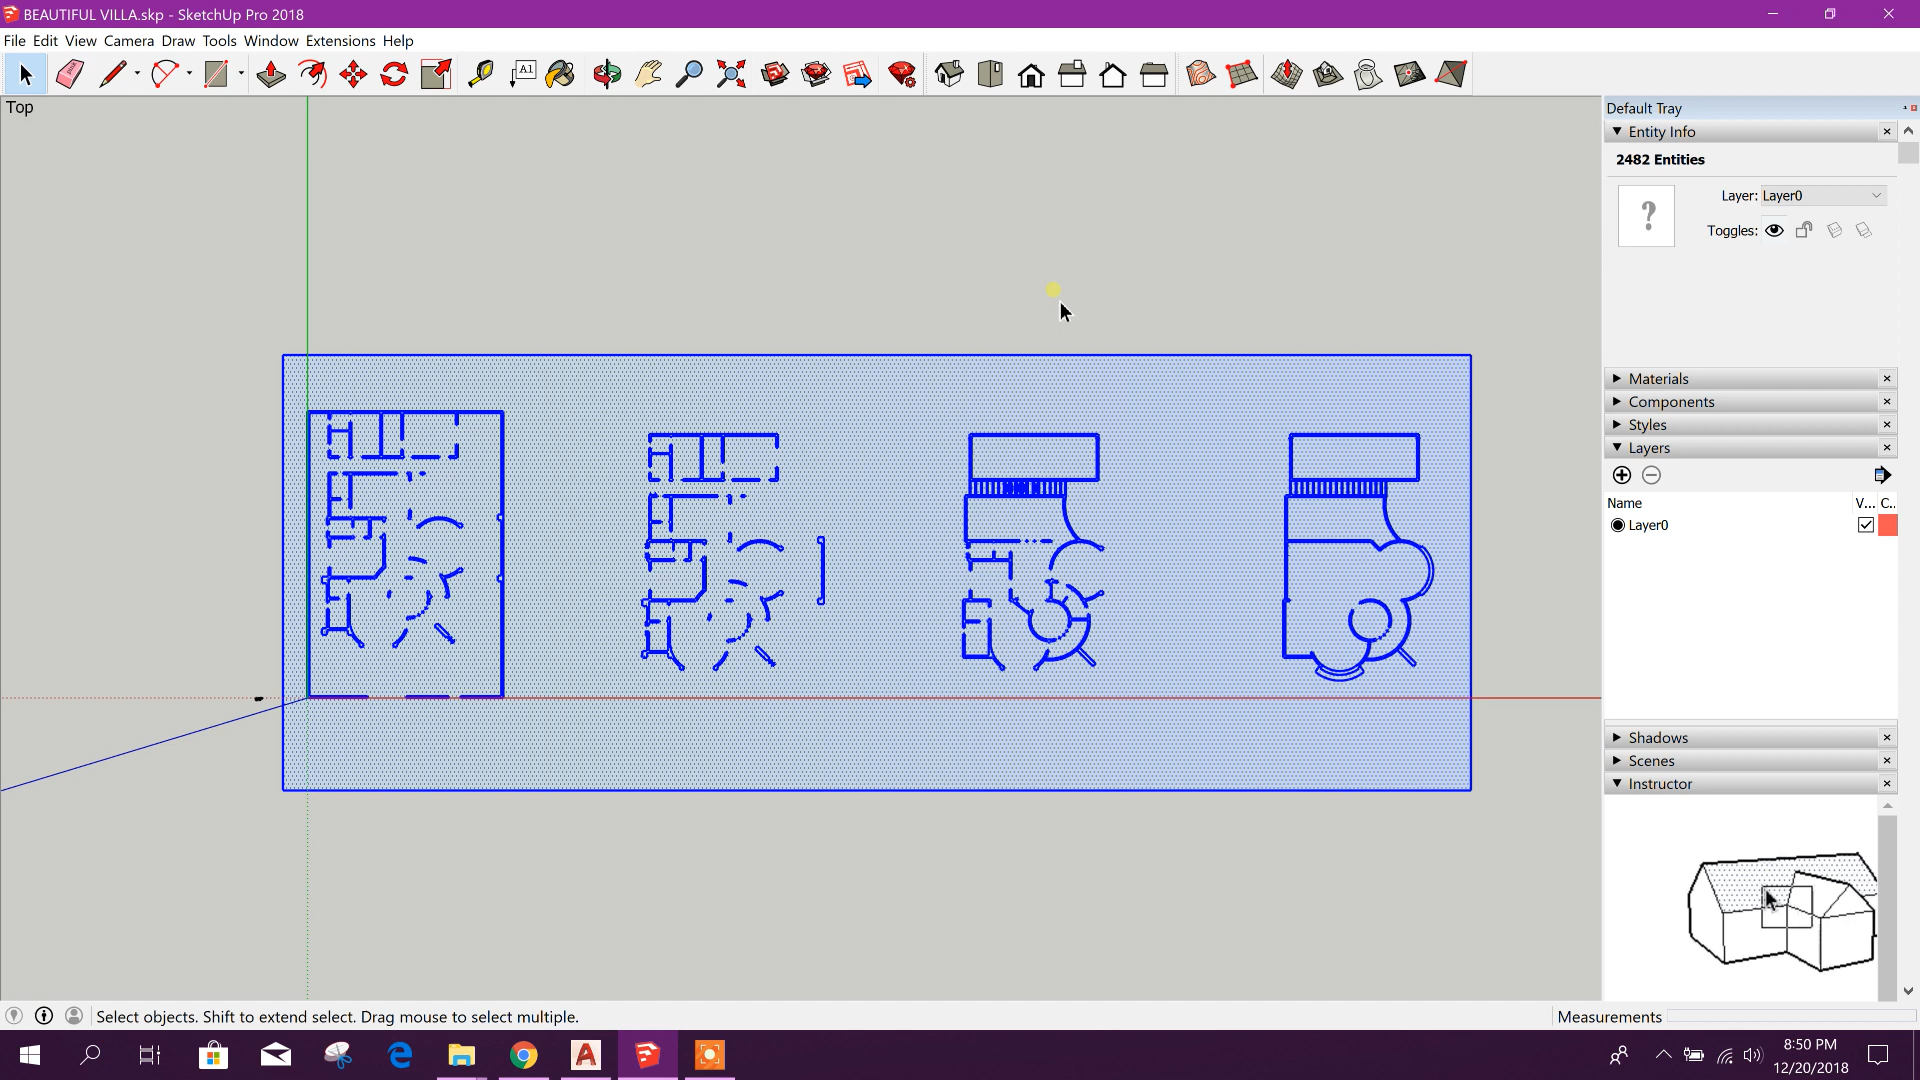 BEAUTIFUL VILLA.skp - SketchUp Pro 2018
File Edit View Camera Draw Tools Window Extensions Help
A1
Top
Default Tray
Entity Info
2482 Entities
Layer: Layer0
?
Toggles:
Materials
Components
Styles
Layers
Name V... C..
Layer0
Shadows
Scenes
Instructor
Select objects. Shift to extend select. Drag mouse to select multiple.
Measurements
8:50 PM
12/20/2018